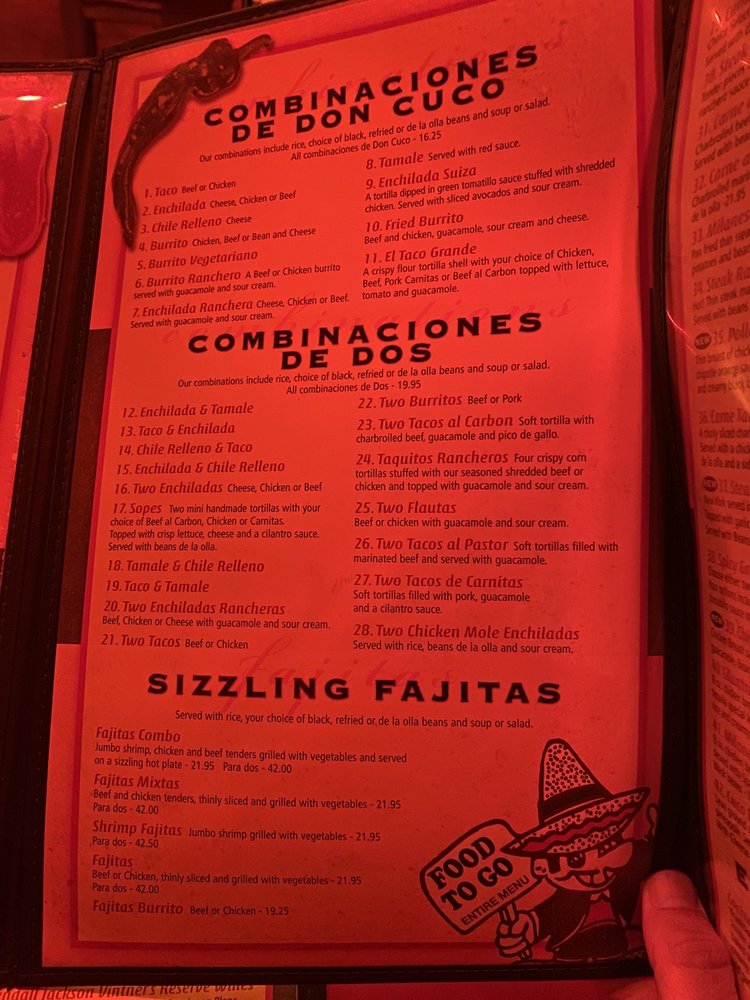 COMBINACIONES
DE DON CUCO
Our combinations include rice, choice of black, refried or de la olla beans and soup or salad.
All combinaciones de Don Cuco - 16.25
1. Taco Beef or Chicken
2. Enchilada Cheese, Chicken or Beef
3. Chile Relleno Cheese
4. Burrito Chicken, Beef or Bean and Cheese
5. Burrito Vegetariano
6. Burrito Ranchero A Beef or Chicken burrito
served with guacamole and sour cream.
7. Enchilada Ranchera Cheese, Chicken or Beef.
Served with guacamole and sour cream.
8. Tamale Served with red sauce.
9. Enchilada Suiza
A tortilla dipped in green tomatillo sauce stuffed with shredded
chicken. Served with sliced avocados and sour cream.
10. Fried Burrito
Beef and chicken, guacamole, sour cream and cheese.
11. El Taco Grande
A crispy flour tortilla shell with your choice of Chicken,
Beef, Pork Carnitas or Beef al Carbon topped with lettuce,
tomato and guacamole.
combinations
COMBINACIONES
DE DOS
Our combinations include rice, choice of black, refried or de la olla beans and soup or salad.
All combinaciones de Dos - 19.95
12. Enchilada & Tamale
13. Taco & Enchilada
14. Chile Relleno & Taco
15. Enchilada & Chile Relleno
16. Two Enchiladas Cheese, Chicken or Beef
17. Sopes Two mini handmade tortillas with your
choice of Beef al Carbon, Chicken or Carnitas.
Topped with crisp lettuce, cheese and a cilantro sauce.
Served with beans de la olla.
18. Tamale & Chile Relleno
19. Taco & Tamale
20. Two Enchiladas Rancheras
Beef, Chicken or Cheese with guacamole and sour cream.
21. Two Tacos Beef or Chicken
22. Two Burritos Beef or Pork
23. Two Tacos al Carbon Soft tortilla with
charbroiled beef, guacamole and pico de gallo.
24. Taquitos Rancheros Four crispy corn
tortillas stuffed with our seasoned shredded beef or
chicken and topped with guacamole and sour cream.
25. Two Flautas
Beef or chicken with guacamole and sour cream.
26. Two Tacos al Pastor Soft tortillas filled with
marinated beef and served with guacamole.
27. Two Tacos de Carnitas
Soft tortillas filled with pork, guacamole
and a cilantro sauce.
28. Two Chicken Mole Enchiladas
Served with rice, beans de la olla and sour cream.
fajitas
SIZZLING FAJITAS
Served with rice, your choice of black, refried or de la olla beans and soup or salad.
Fajitas Combo
Jumbo shrimp, chicken and beef tenders grilled with vegetables and served
on a sizzling hot plate - 21.95 Para dos - 42.00
Fajitas Mixtas
Beef and chicken tenders, thinly sliced and grilled with vegetables - 21.95
Para dos - 42.00
Shrimp Fajitas Jumbo shrimp grilled with vegetables - 21.95
Para dos - 42.50
Fajitas
Beef or Chicken, thinly sliced and grilled with vegetables - 21.95
Para dos - 42.00
Fajitas Burrito Beef or Chicken - 19.25
FOOD
TO GO
ENTIRE MENU
Jackson Vintner's Reserve Wines
32. Carne
33.
34. Steak
NEW 35.
36. Carne
NEW